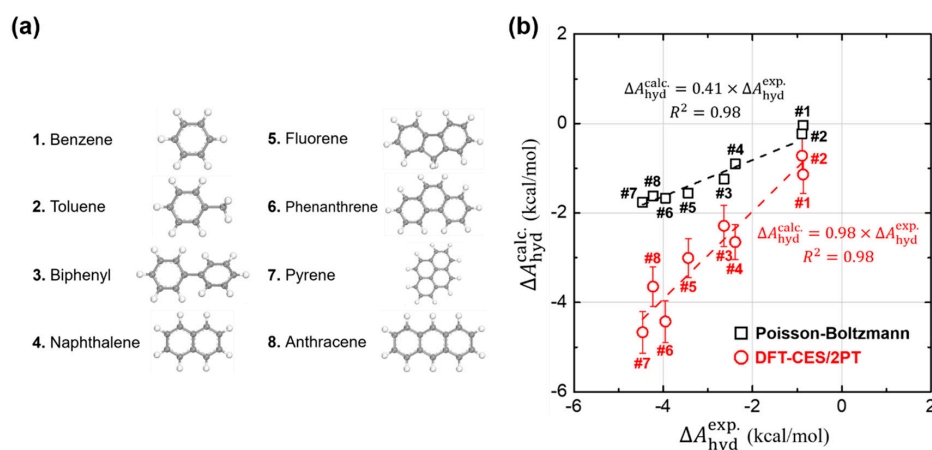 (a)
1. Benzene
2. Toluene
3. Biphenyl
4. Naphthalene
5. Fluorene
6. Phenanthrene
7. Pyrene
8. Anthracene
(b)
2
0
-2
-4
-6
ΔA_hyd^calc. (kcal/mol)
ΔA_hyd^calc. = 0.41 × ΔA_hyd^exp.
R² = 0.98
#1
#2
#4
#3
#5
#6
#8
#7
#2
#1
#3
#4
#5
#8
#6
#7
ΔA_hyd^calc. = 0.98 × ΔA_hyd^exp.
R² = 0.98
Poisson-Boltzmann
DFT-CES/2PT
-6 -4 -2 0 2
ΔA_hyd^exp. (kcal/mol)